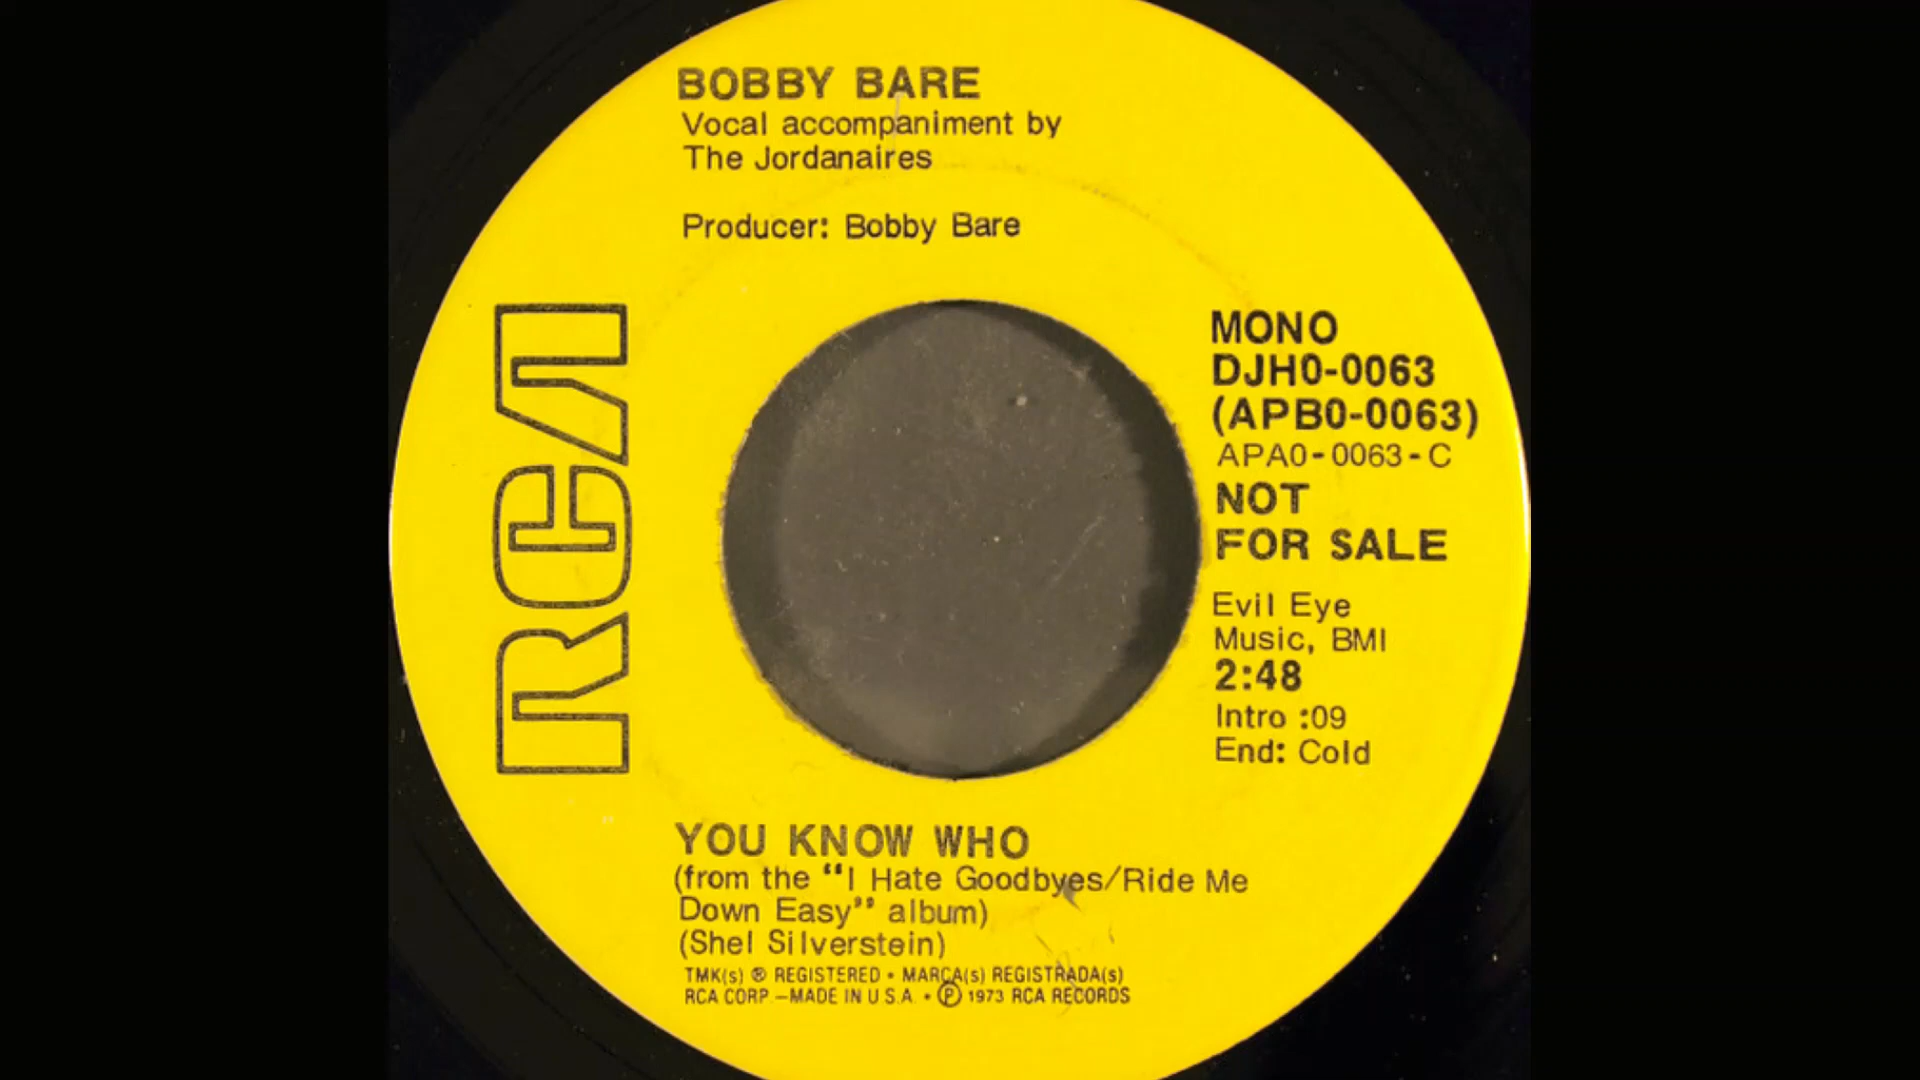 BOBBY BARE
Vocal accompaniment by
The Jordanaires
Producer: Bobby Bare
RCA
MONO
DJH0-0063
(APB0-0063)
APA0-0063-C
NOT
FOR SALE
Evil Eye
Music, BMI
2:48
Intro :09
End: Cold
YOU KNOW WHO
(from the “I Hate Goodbyes/Ride Me
Down Easy” album)
(Shel Silverstein)
TMK(s) ® REGISTERED • MARCA(s) REGISTRADA(s)
RCA CORP.—MADE IN U.S.A. • ℗ 1973 RCA RECORDS